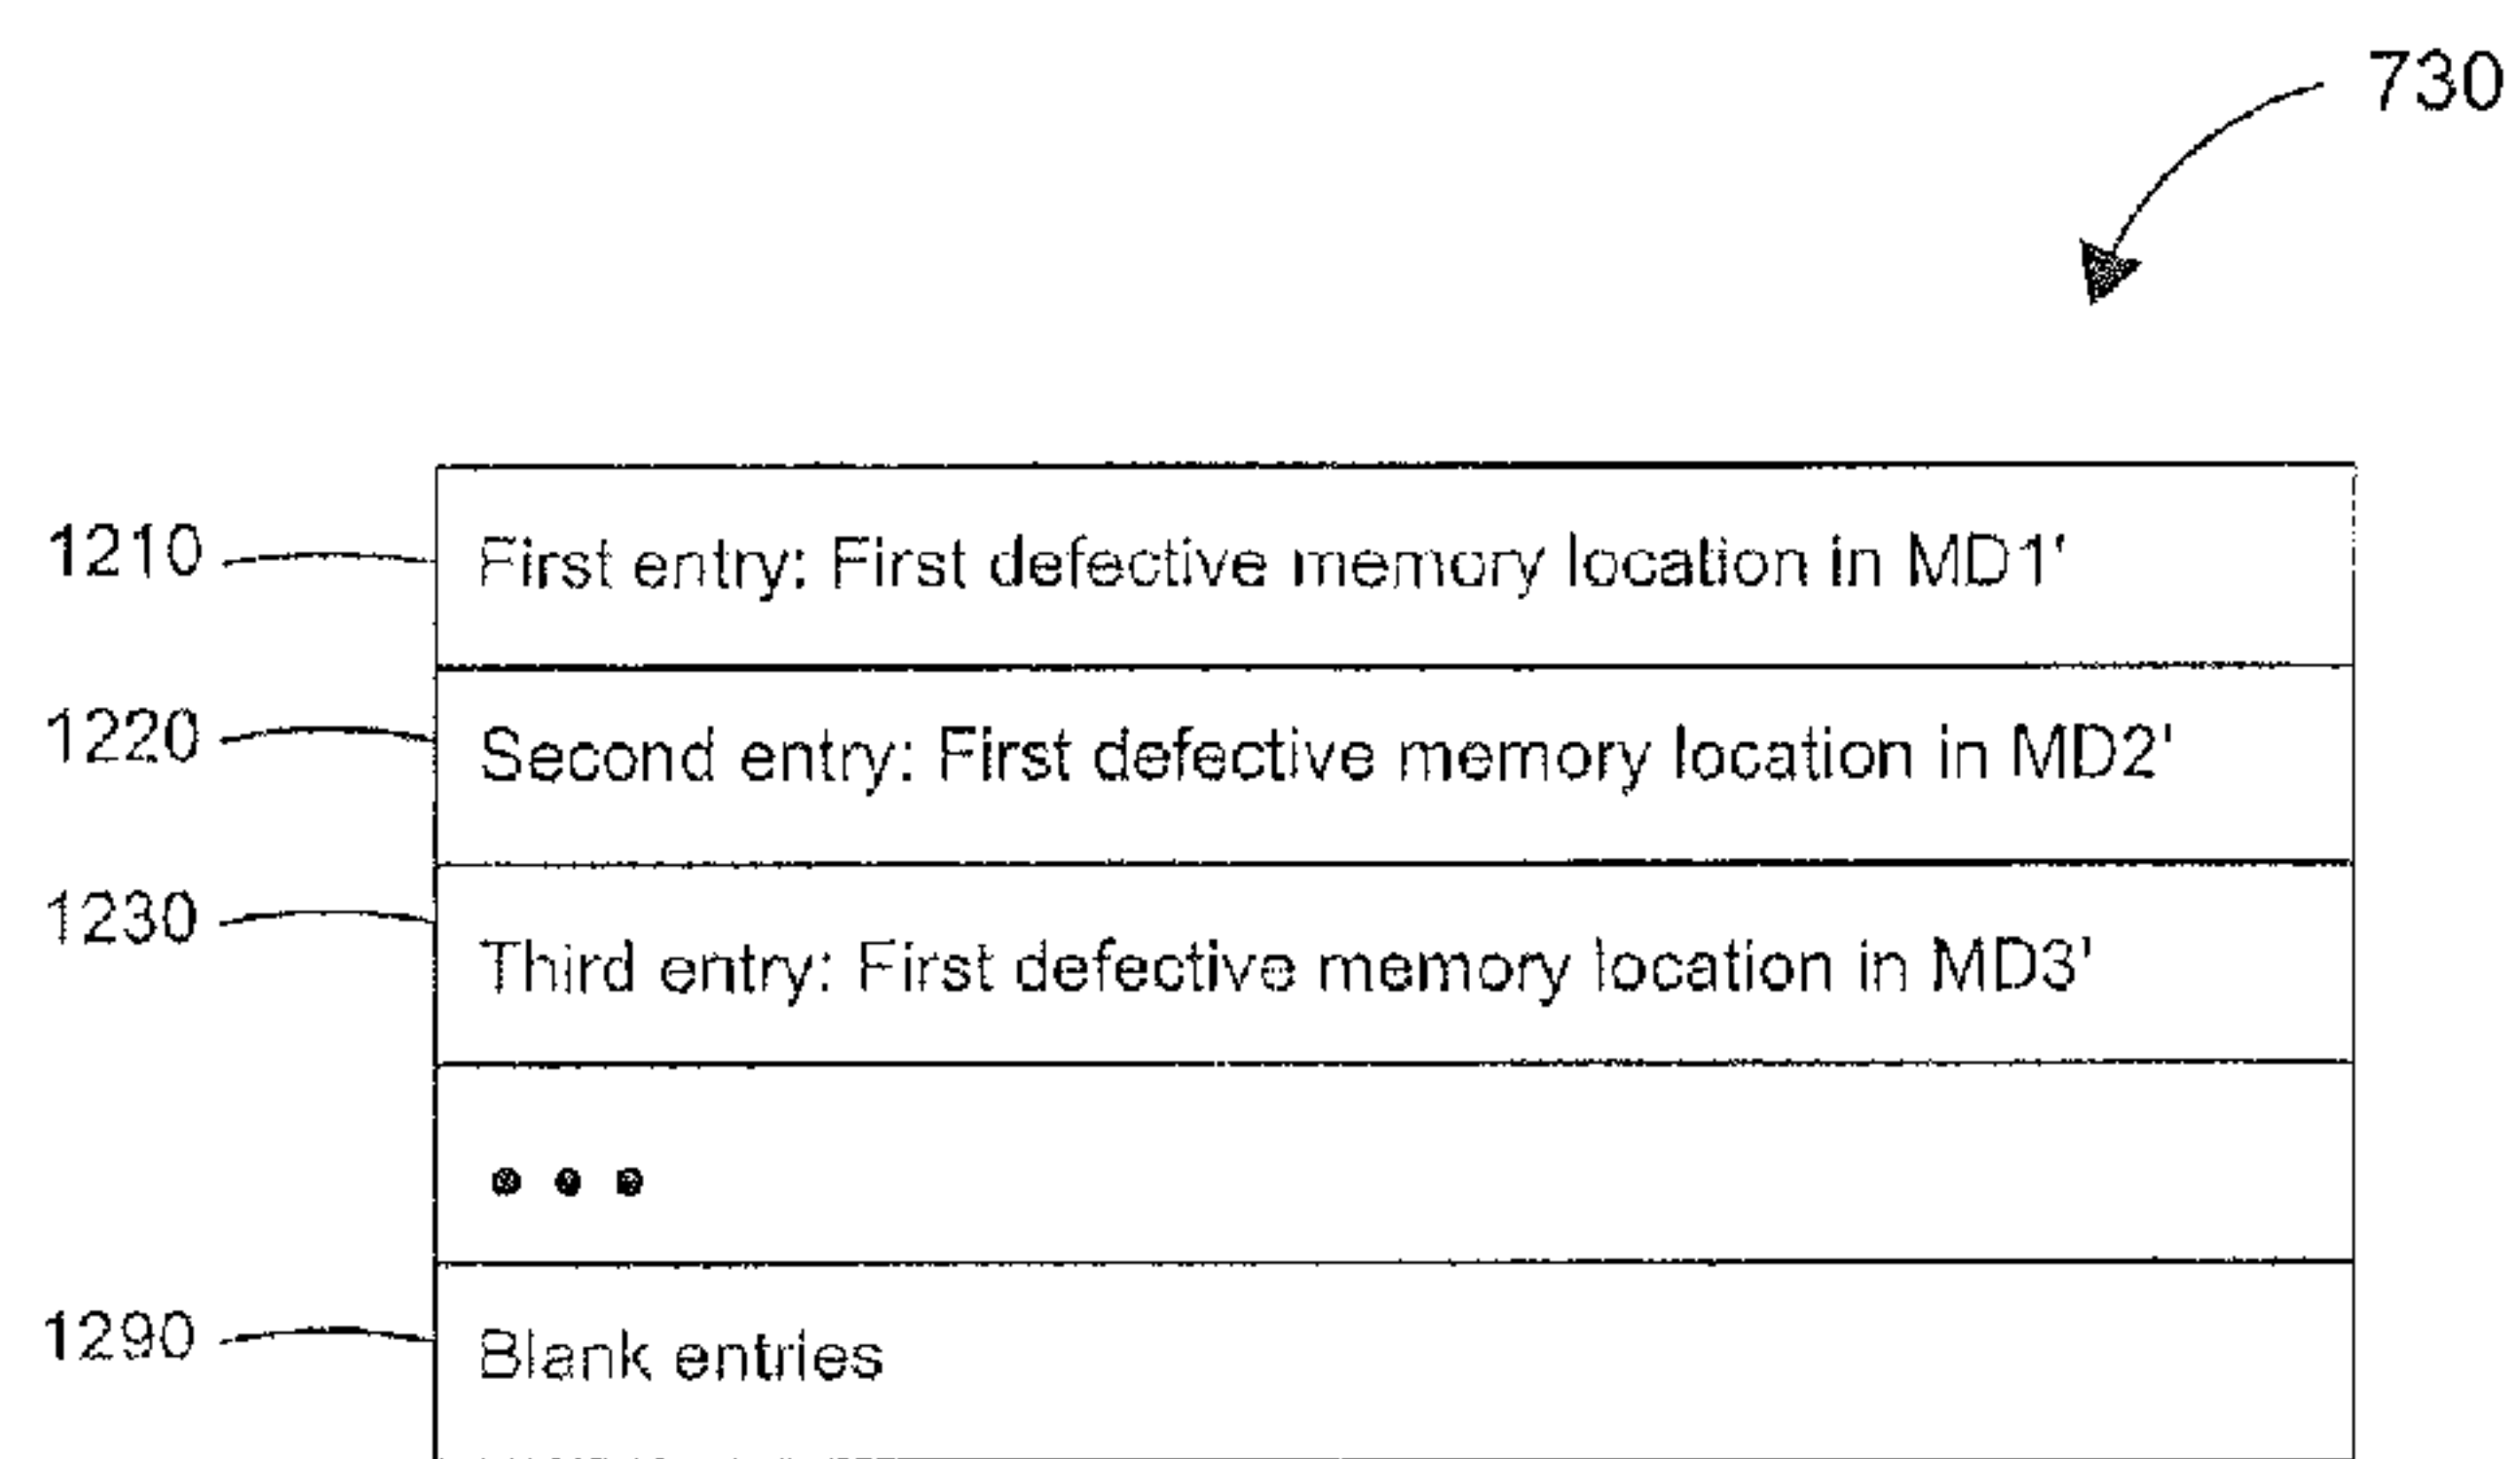 730
1210 First entry: First defective memory location in MD1'
1220 Second entry: First defective memory location in MD2'
1230 Third entry: First defective memory location in MD3'
• • •
1290 Blank entries